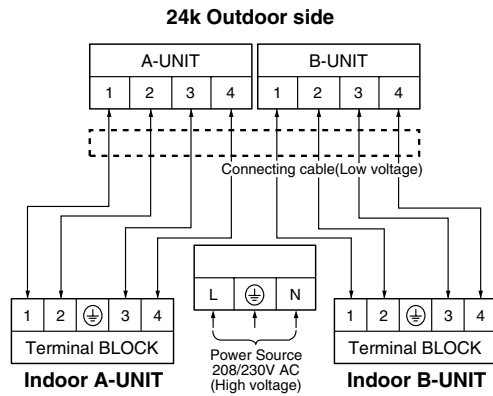 24k Outdoor side
A-UNIT B-UNIT
1 2 3 4 1 2 3 4
Connecting cable(Low voltage)
L N
1 2 3 4
Terminal BLOCK
Indoor A-UNIT
Power Source
208/230V AC
(High voltage)
1 2 3 4
Terminal BLOCK
Indoor B-UNIT